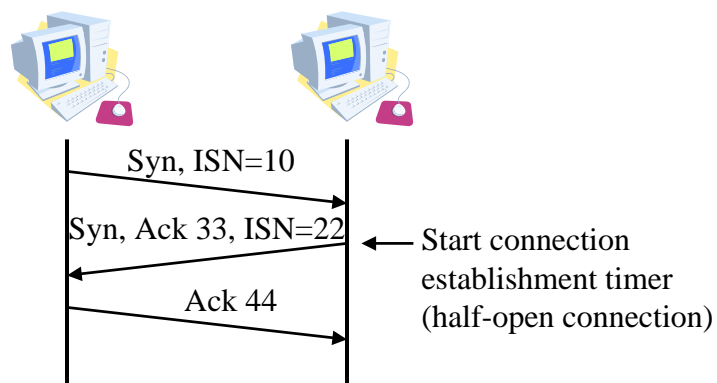 Syn, ISN=10
Syn, Ack 33, ISN=22
Start connection
establishment timer
(half-open connection)
Ack 44